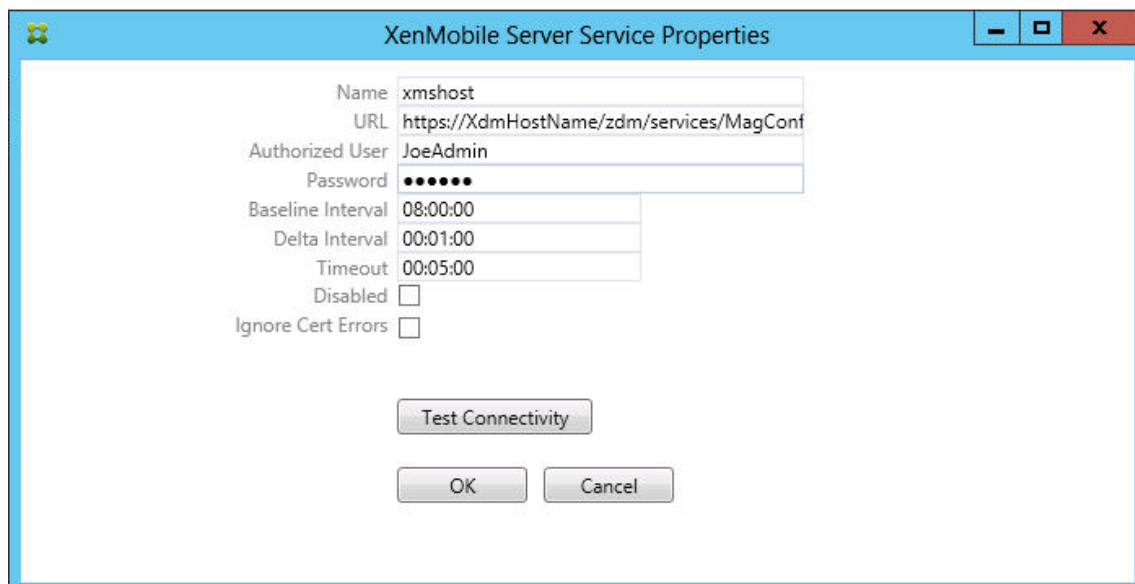 XenMobile Server Service Properties
Name xmshost
URL https://XdmHostName/zdm/services/MagConf
Authorized User JoeAdmin
Password ●●●●●●
Baseline Interval 08:00:00
Delta Interval 00:01:00
Timeout 00:05:00
Disabled
Ignore Cert Errors
Test Connectivity
OK Cancel